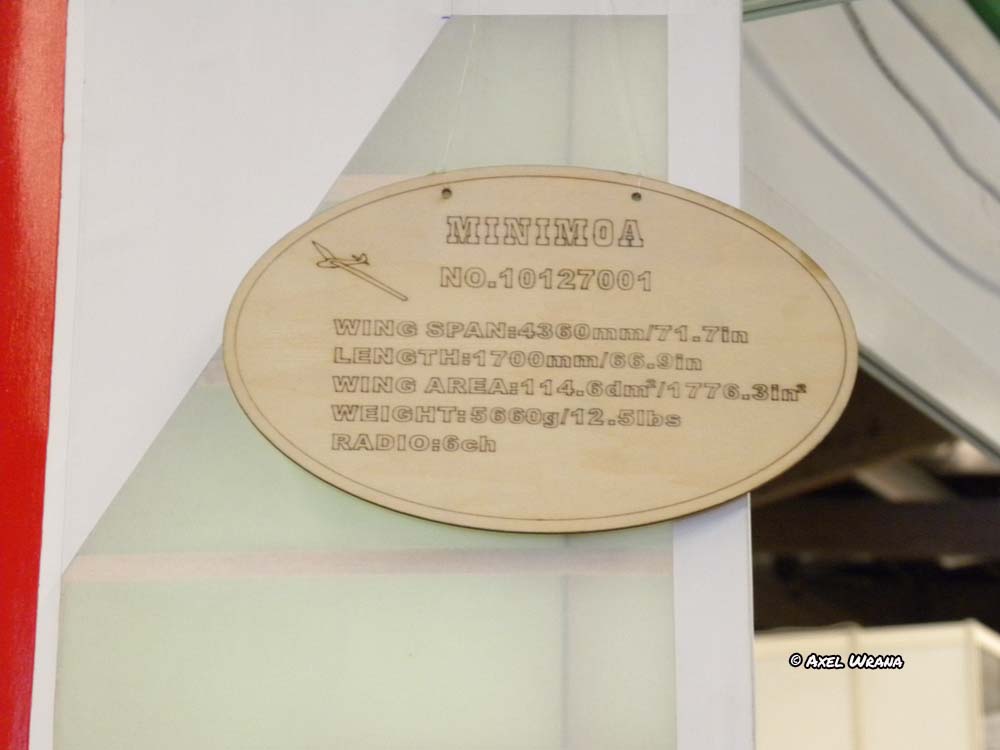 MINIMOA
NO.10127001
WING SPAN:4360mm/71.7in
LENGTH:1700mm/66.9in
WING AREA:114.6dm²/1776.3in²
WEIGHT:5660g/12.5lbs
RADIO:6ch
© Axel Wrana